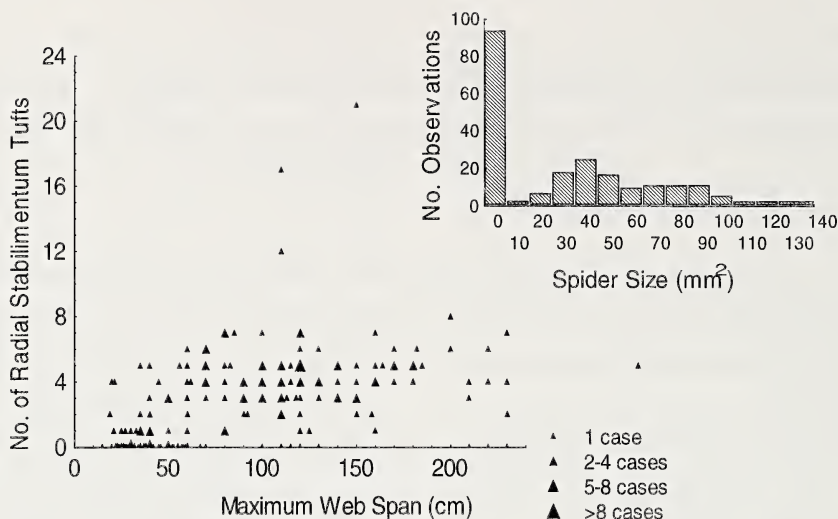 24
20
16
12
8
4
0
No. of Radial Stabilimentum Tufts
0 50 100 150 200
Maximum Web Span (cm)
100
80
60
40
20
0
No. Observations
0 20 40 60 80 100 120 140
10 30 50 70 90 110 130
Spider Size (mm²)
1 case
2-4 cases
5-8 cases
>8 cases